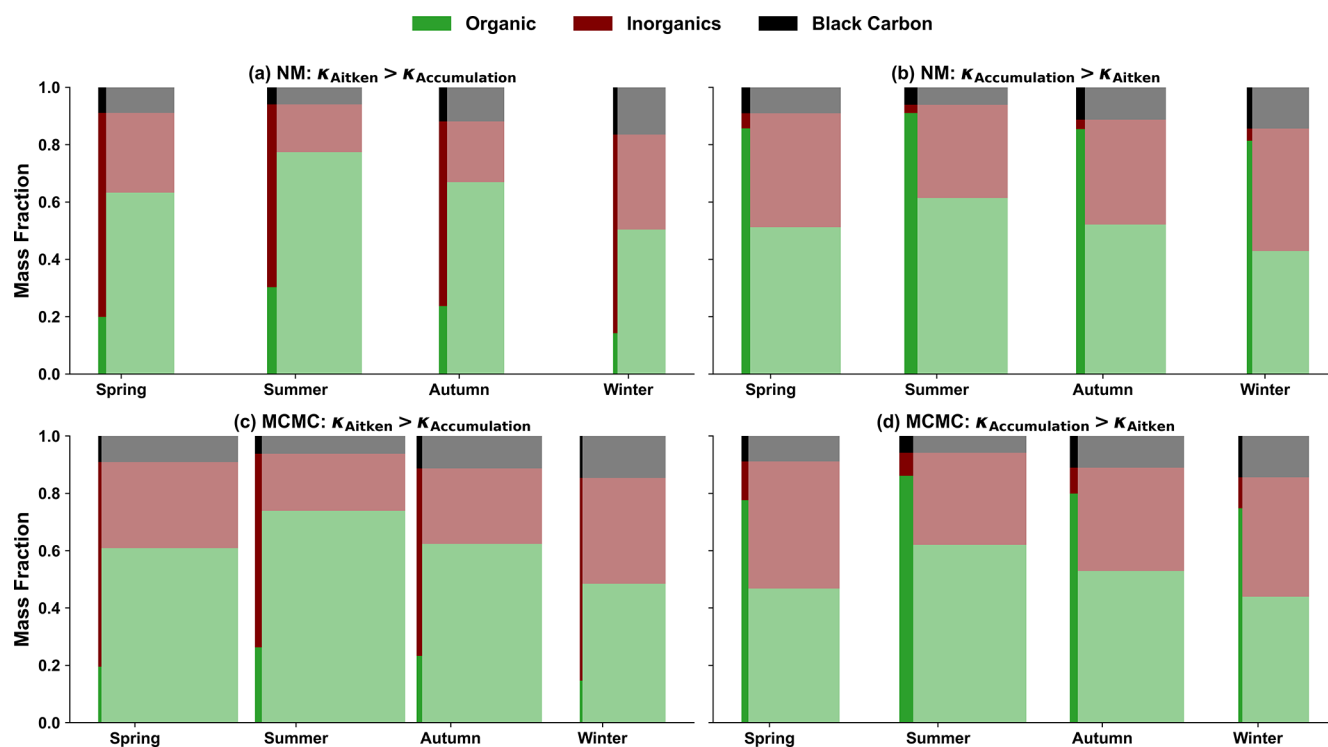 Organic Inorganics Black Carbon
(a) NM: κAitken > κAccumulation
(b) NM: κAccumulation > κAitken
Mass Fraction
1.0
0.8
0.6
0.4
0.2
0.0
Spring Summer Autumn Winter
Spring Summer Autumn Winter
(c) MCMC: κAitken > κAccumulation
(d) MCMC: κAccumulation > κAitken
Mass Fraction
1.0
0.8
0.6
0.4
0.2
0.0
Spring Summer Autumn Winter
Spring Summer Autumn Winter